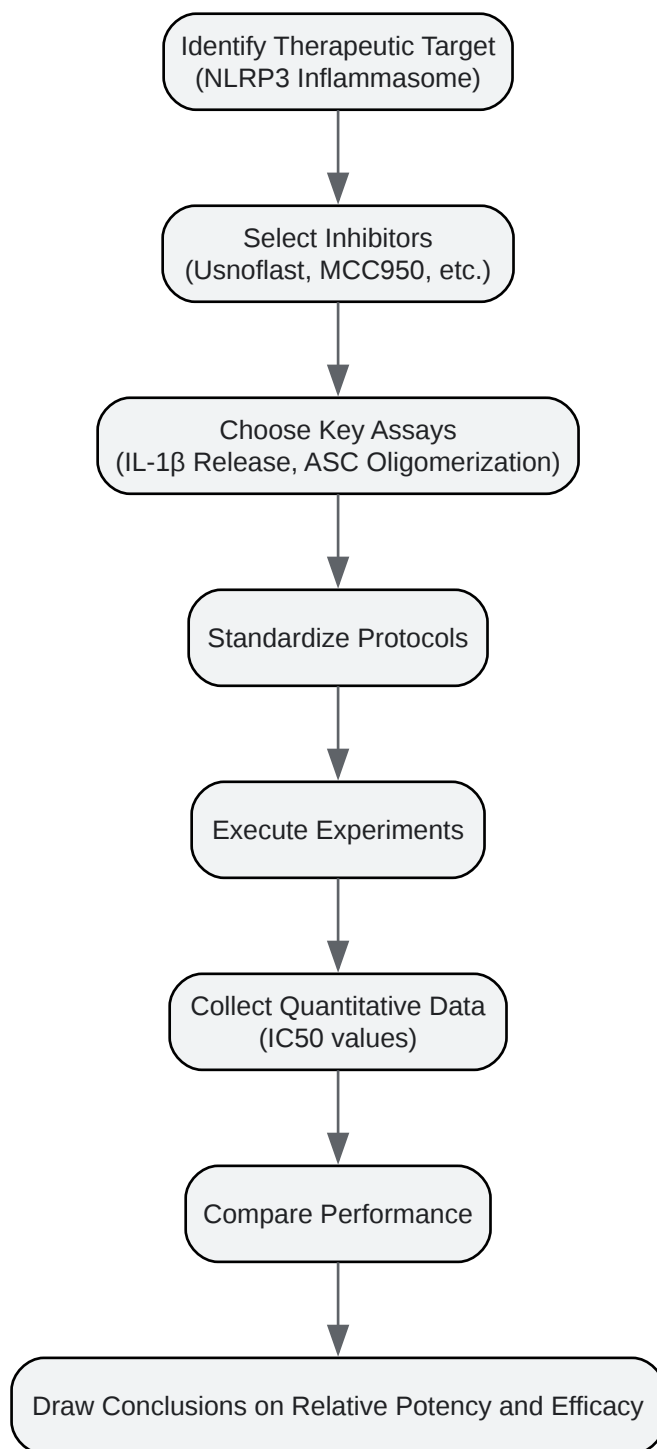 Identify Therapeutic Target
(NLRP3 Inflammasome)
Select Inhibitors
(Usnoflast, MCC950, etc.)
Choose Key Assays
(IL-1β Release, ASC Oligomerization)
Standardize Protocols
Execute Experiments
Collect Quantitative Data
(IC50 values)
Compare Performance
Draw Conclusions on Relative Potency and Efficacy